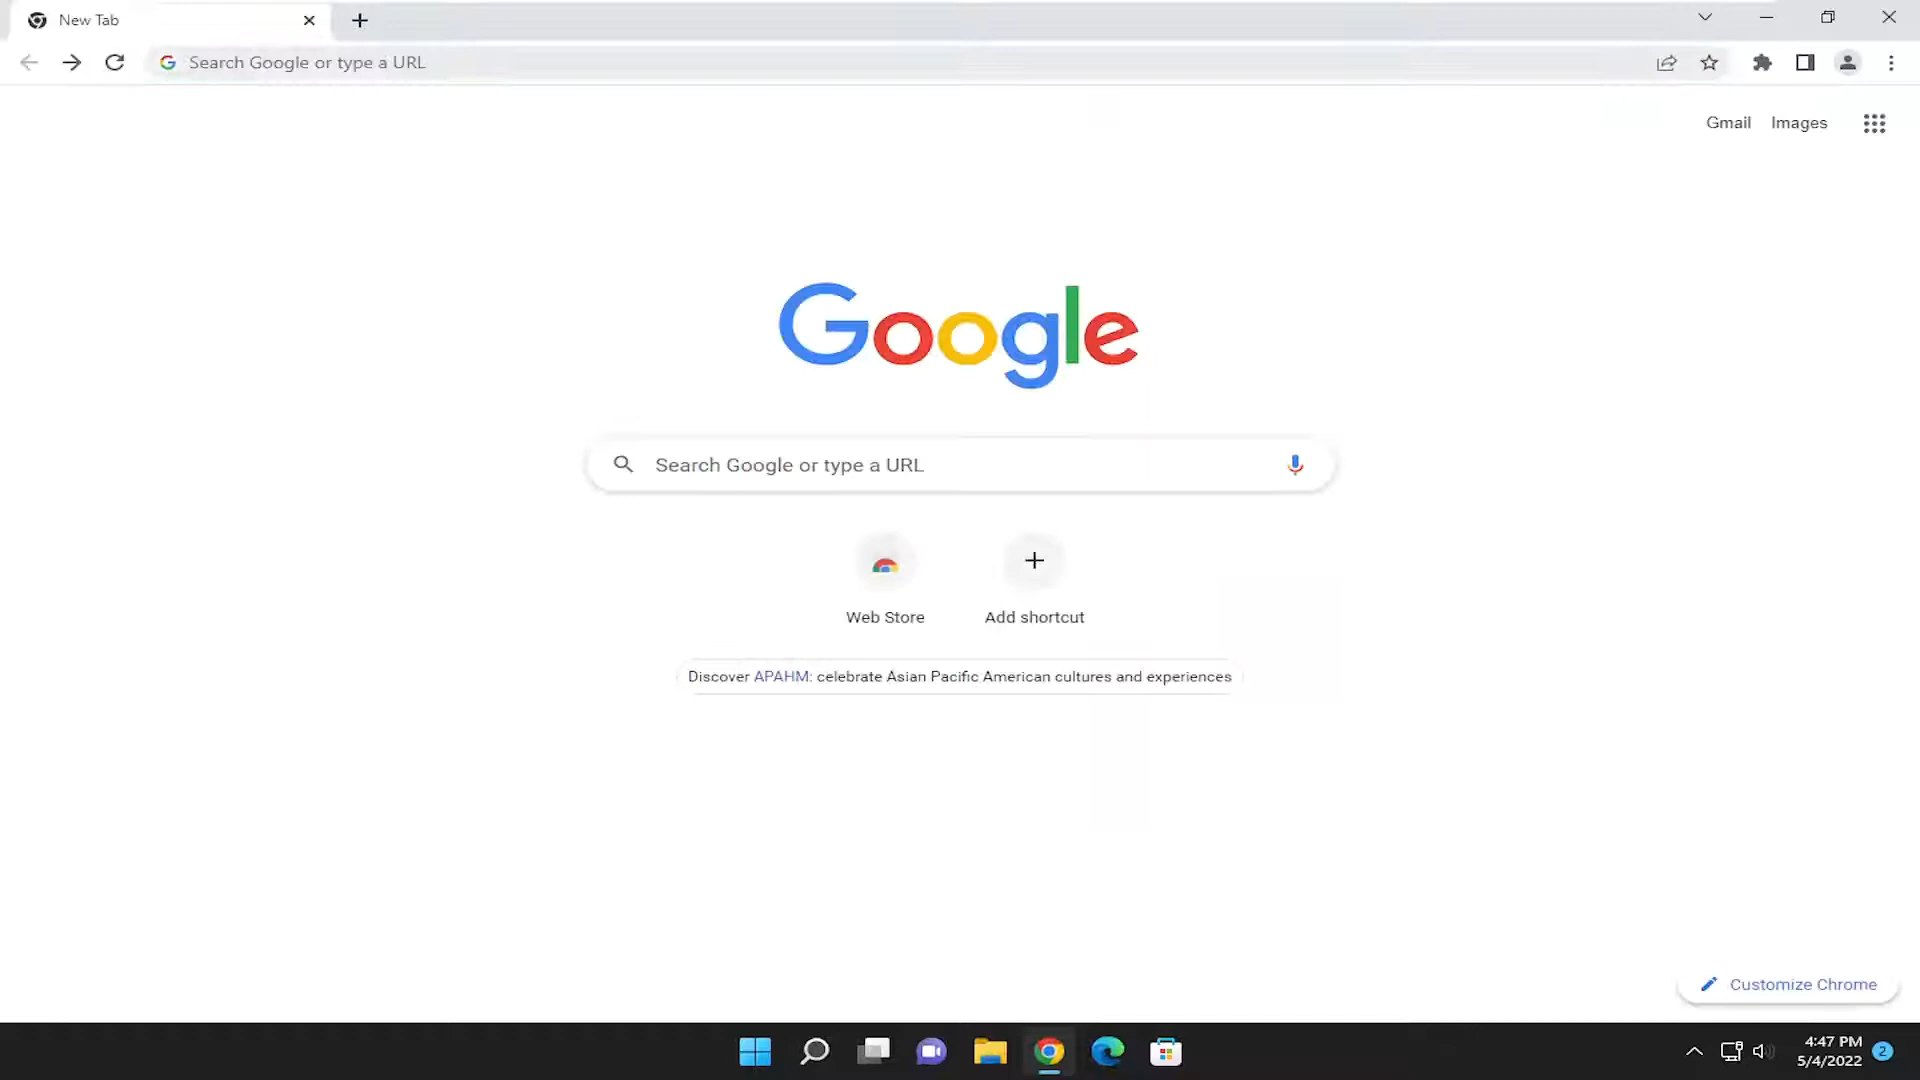 New Tab
Search Google or type a URL
Gmail Images
Google
Search Google or type a URL
Web Store Add shortcut
Discover APAHM: celebrate Asian Pacific American cultures and experiences
Customize Chrome
4:47 PM
5/4/2022 2